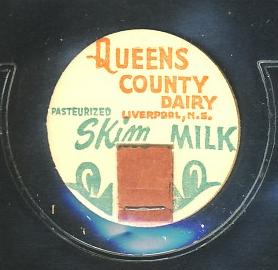 QUEENS
COUNTY
DAIRY
LIVERPOOL, N.S.
PASTEURIZED
Skim MILK